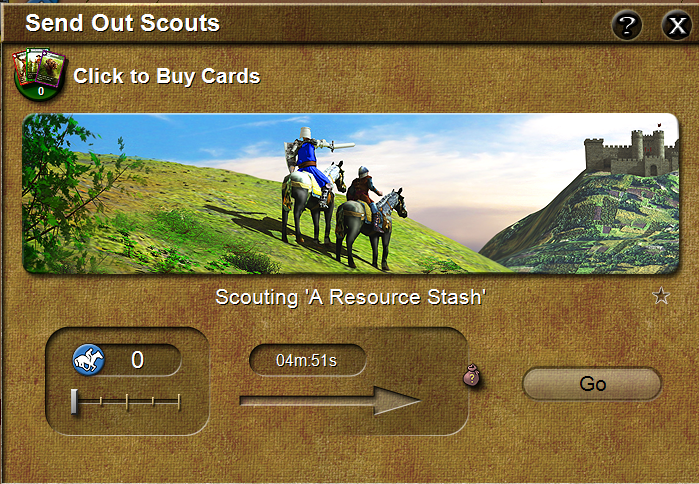 Send Out Scouts
?
X
0
Click to Buy Cards
Scouting 'A Resource Stash'
0
04m:51s
?
Go